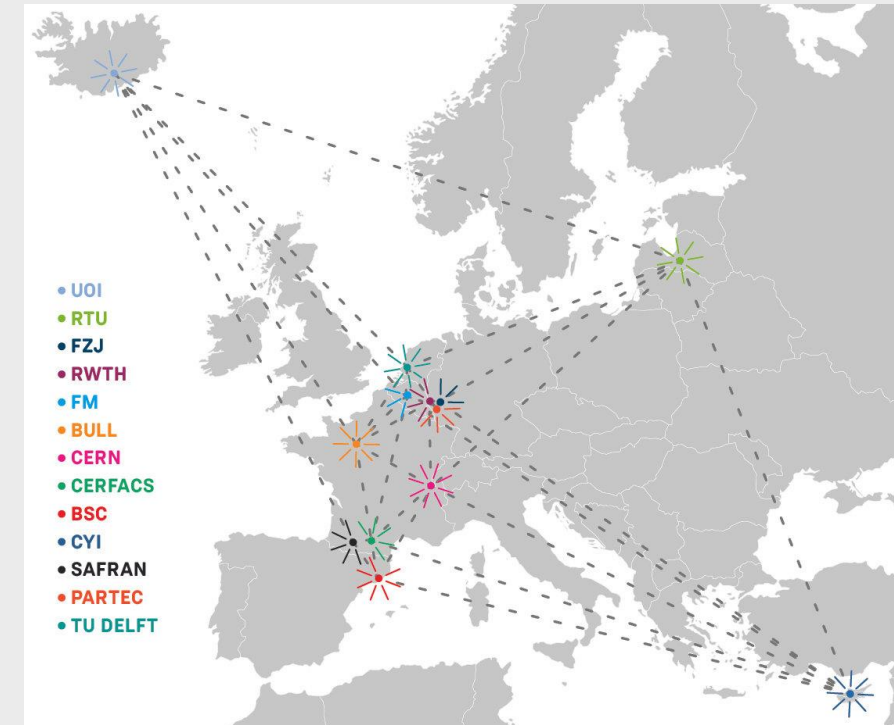 UOI
RTU
FZJ
RWTH
FM
BULL
CERN
CERFACS
BSC
CYI
SAFRAN
PARTEC
TU DELFT